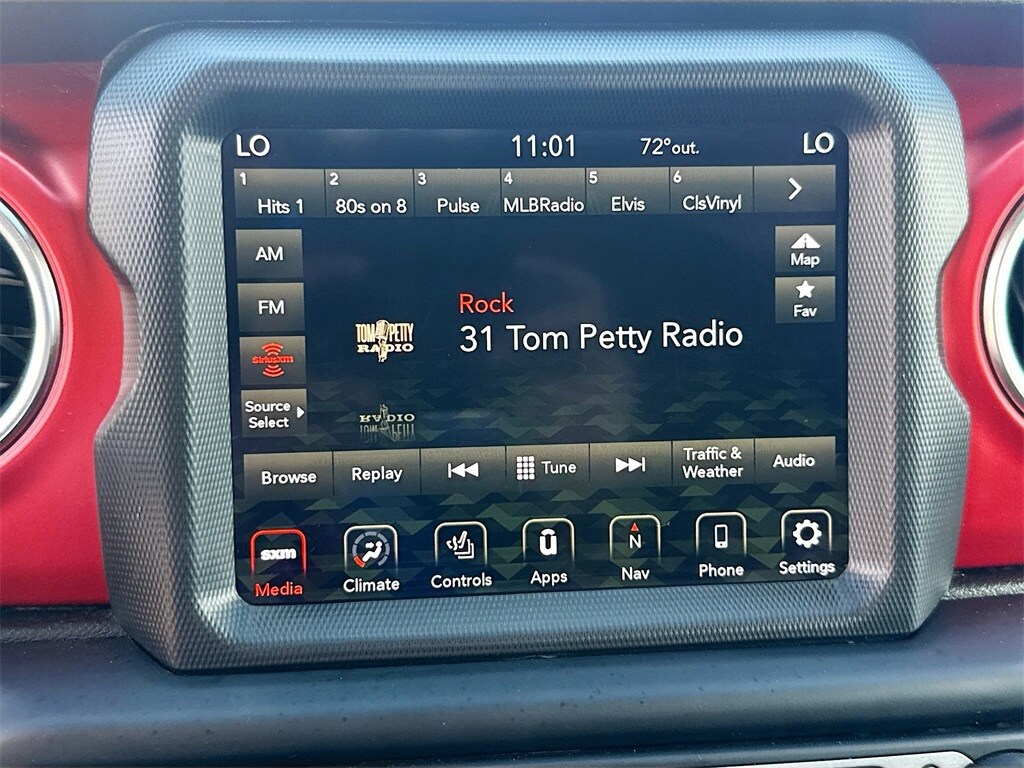 LO 11:01 72°out. LO
1 2 3 4 5 6
Hits 1 80s on 8 Pulse MLBRadio Elvis ClsVinyl
AM
Map
FM
Fav
Rock
31 Tom Petty Radio
TOM PETTY
RADIO
SiriusXM
Source
Select
Browse Replay Tune Traffic &
Weather Audio
sxm ū N
Media Climate Controls Apps Nav Phone Settings